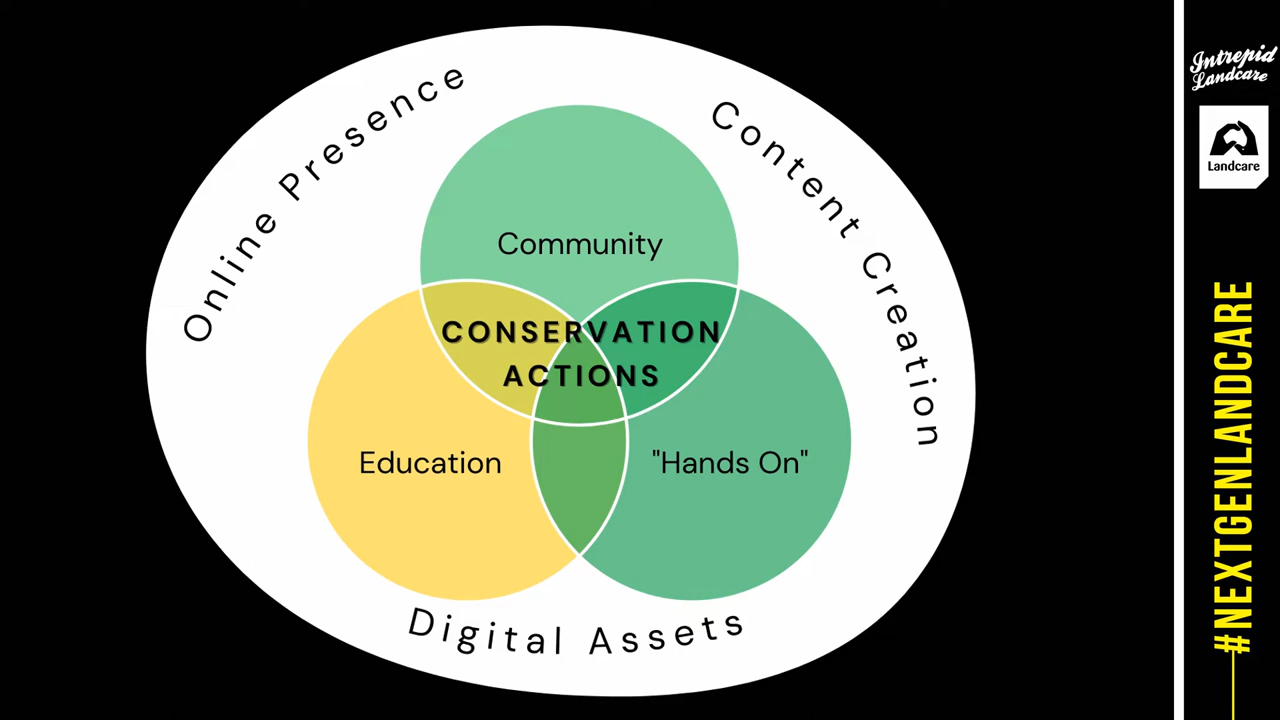 Online Presence
Content Creation
Community
CONSERVATION
ACTIONS
Education
"Hands On"
Digital Assets
Intrepid
Landcare
Landcare
#NEXTGENLANDCARE